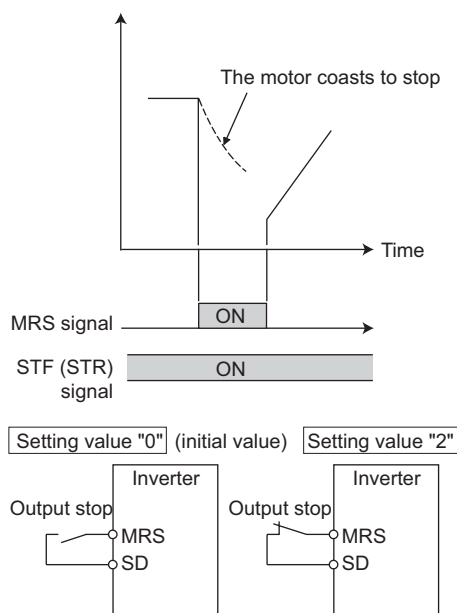 The motor coasts to stop
Time
MRS signal
ON
STF (STR)
signal
ON
Setting value "0" (initial value) Setting value "2"
Inverter
Output stop
MRS
SD
Inverter
Output stop
MRS
SD